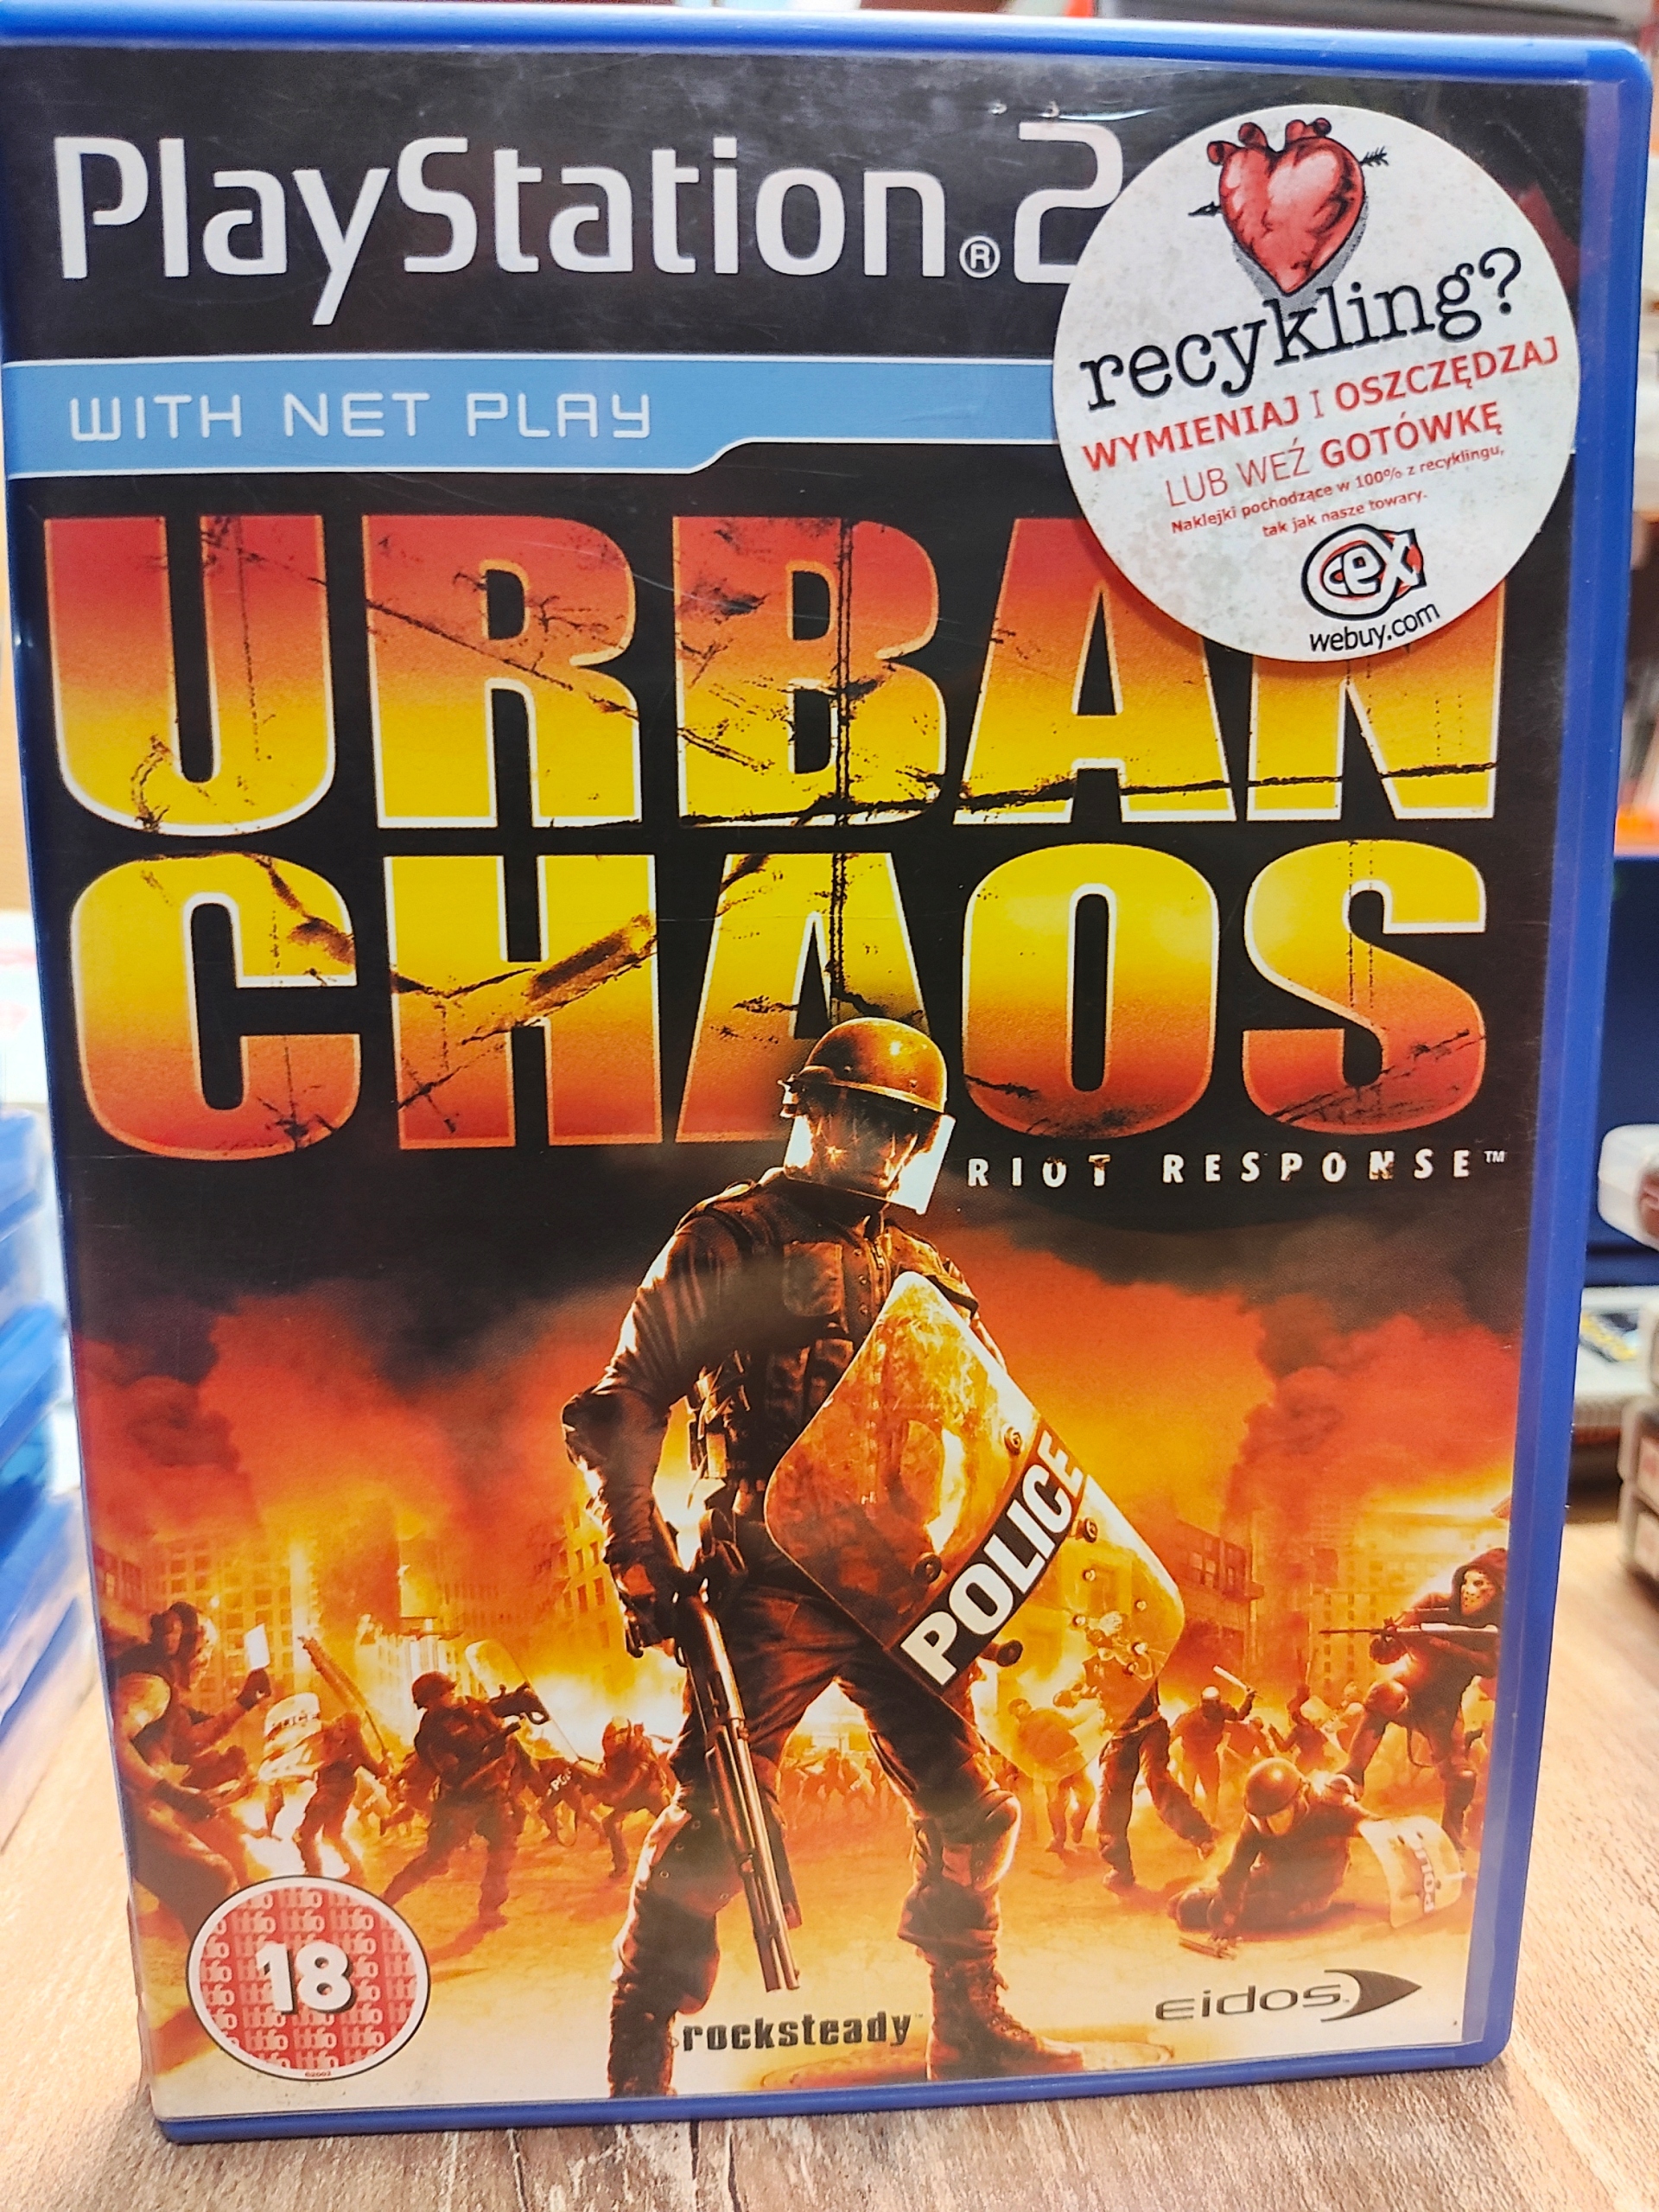 PlayStation®2
WITH NET PLAY
recykling?
WYMIENIAJ I OSZCZĘDZAJ
LUB WEŹ GOTÓWKĘ
Naklejki pochodzące w 100% z recyklingu,
tak jak nasze towary.
CeX
webuy.com
URBAN
CHAOS
RIOT RESPONSE™
POLICE
18
rocksteady™
eidos